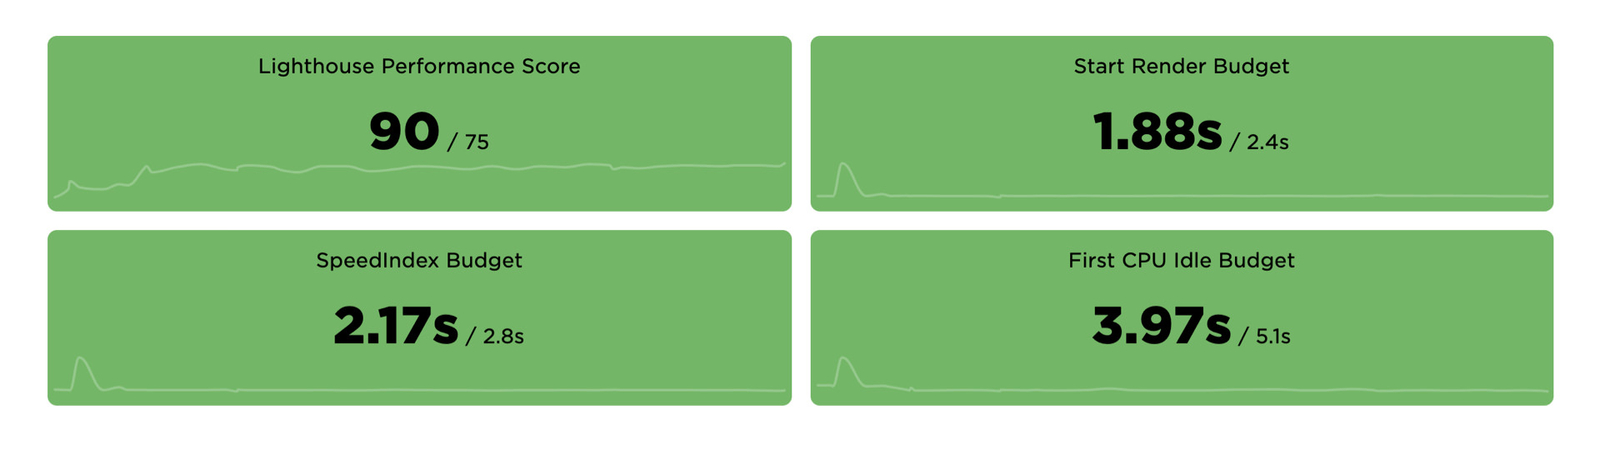 Lighthouse Performance Score
90 / 75
Start Render Budget
1.88s / 2.4s
SpeedIndex Budget
2.17s / 2.8s
First CPU Idle Budget
3.97s / 5.1s